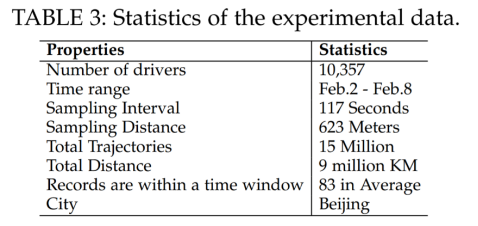 TABLE 3: Statistics of the experimental data.
Properties Statistics
Number of drivers 10,357
Time range Feb.2 - Feb.8
Sampling Interval 117 Seconds
Sampling Distance 623 Meters
Total Trajectories 15 Million
Total Distance 9 million KM
Records are within a time window 83 in Average
City Beijing